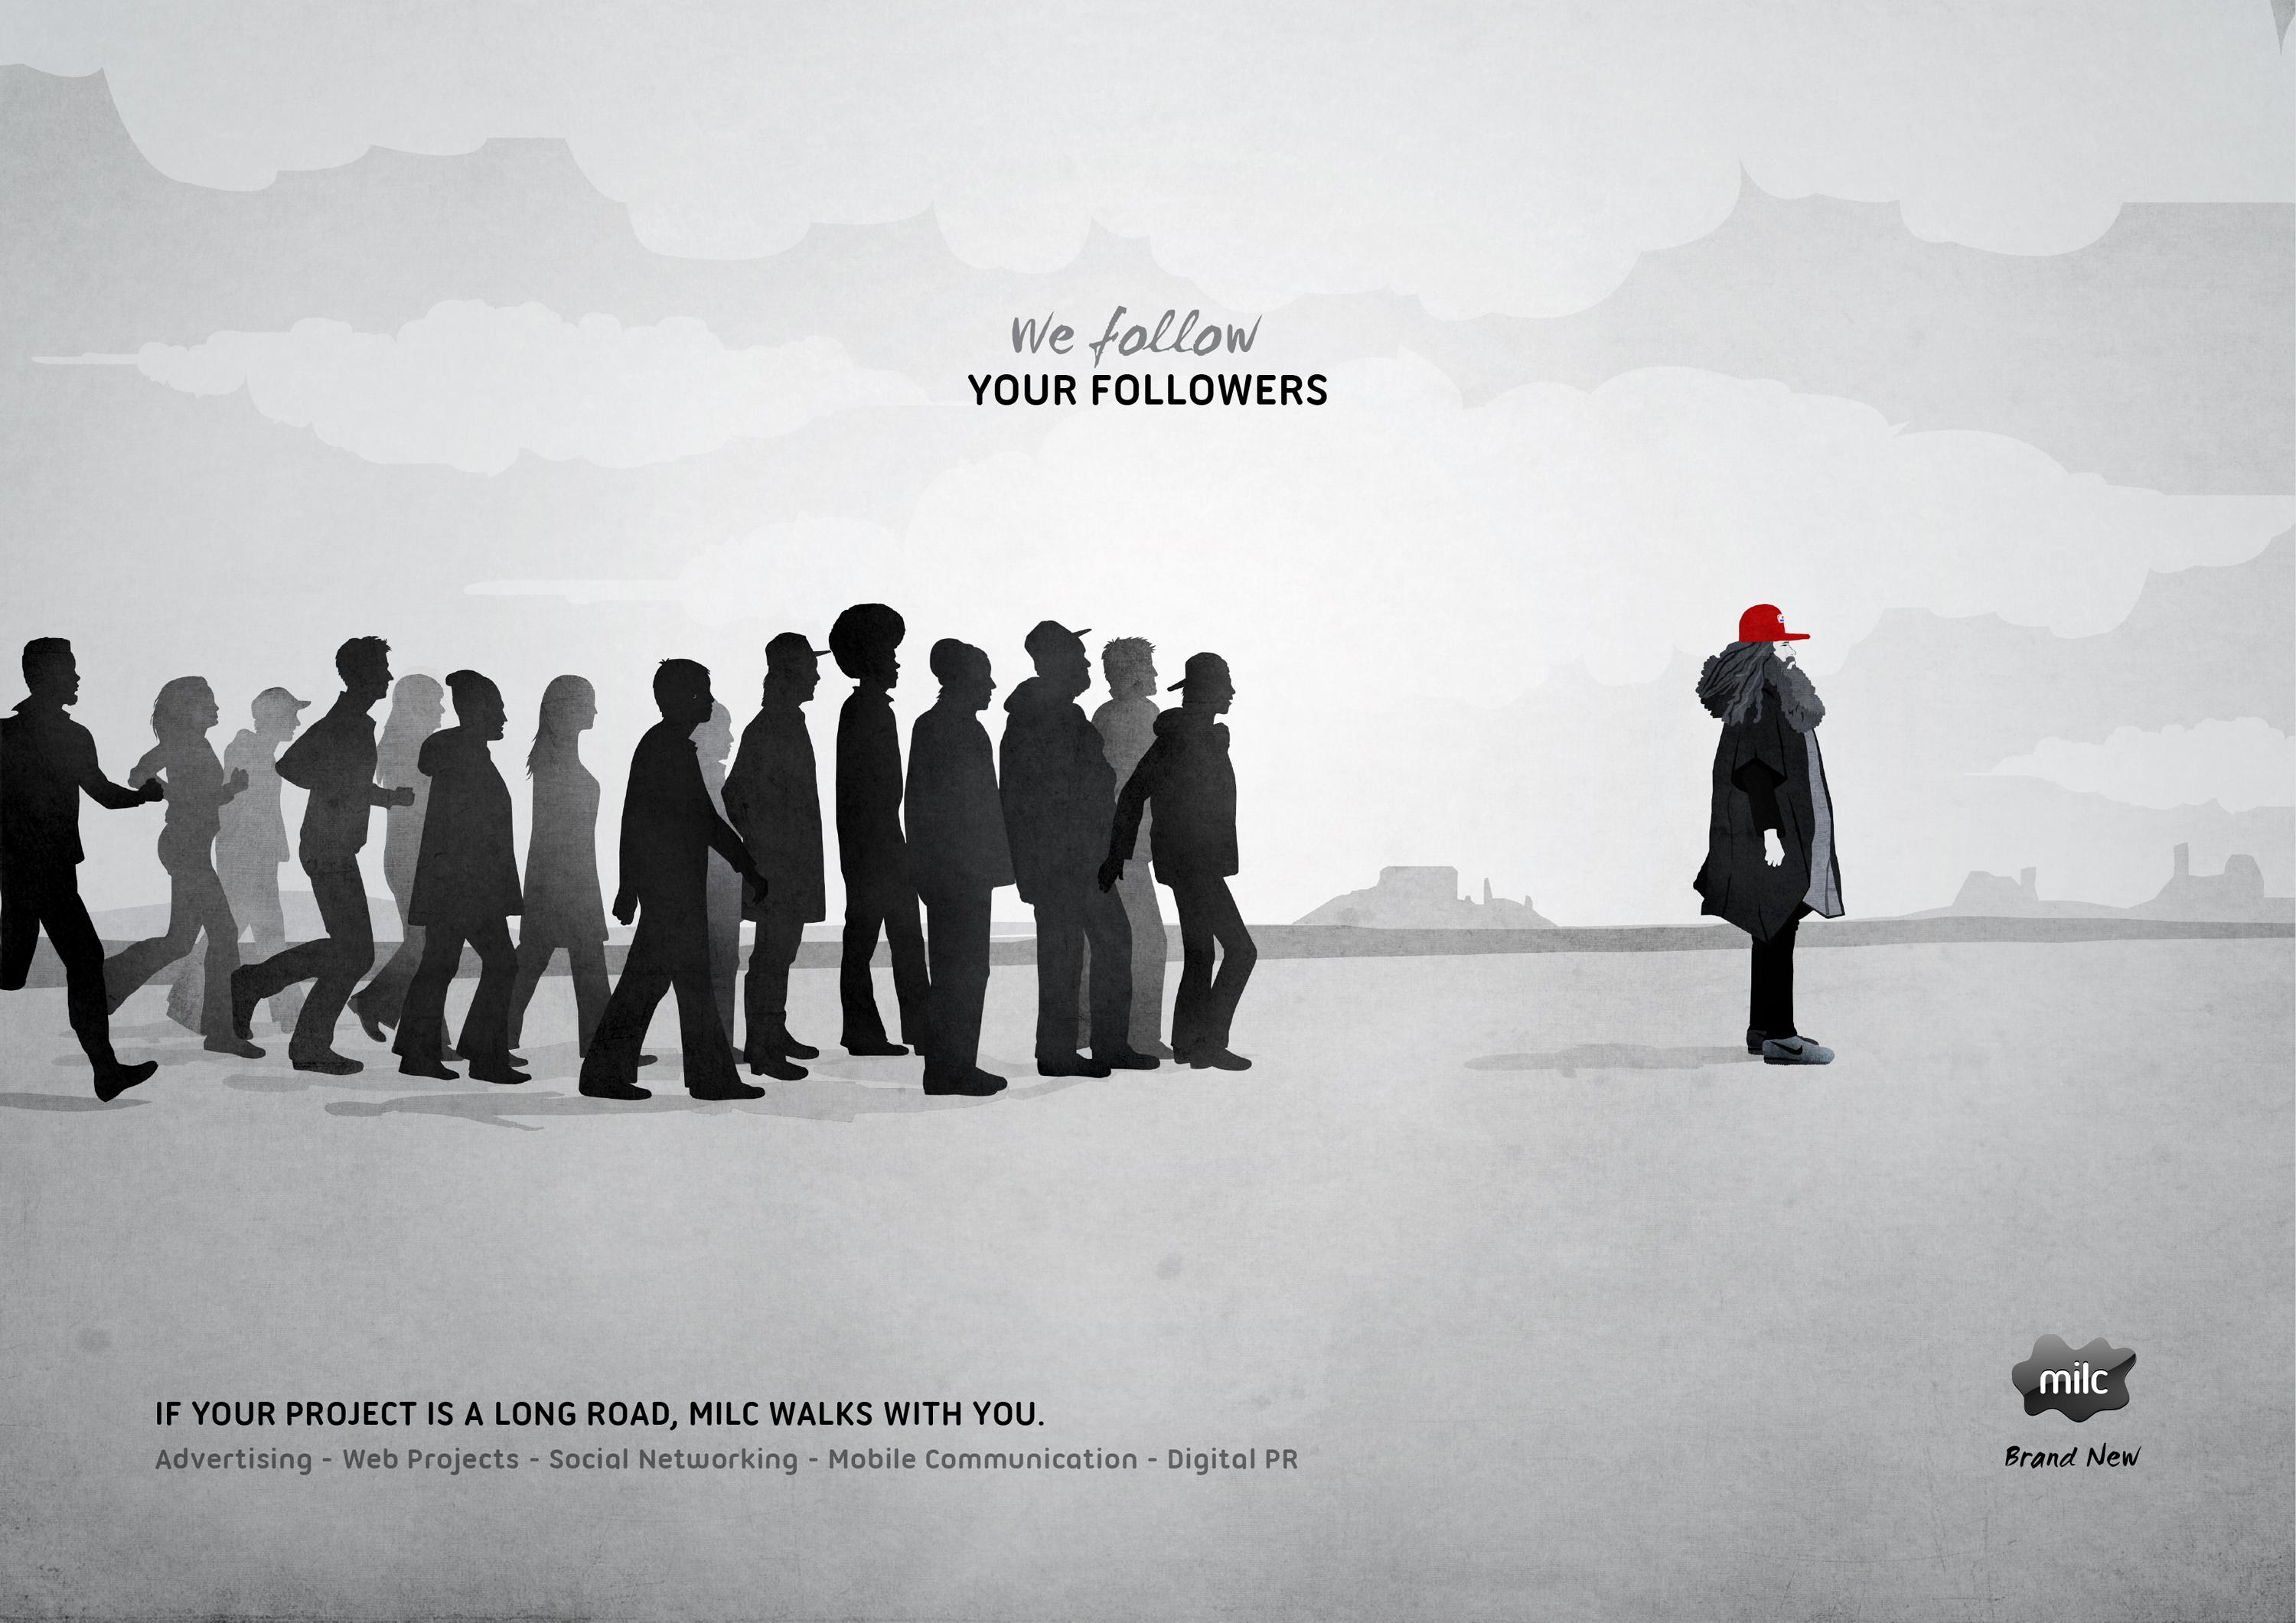 We follow
YOUR FOLLOWERS
IF YOUR PROJECT IS A LONG ROAD, MILC WALKS WITH YOU.
Advertising - Web Projects - Social Networking - Mobile Communication - Digital PR
milc
Brand New